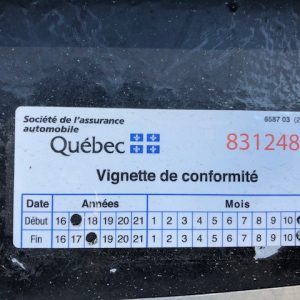 Société de l'assurance
automobile
Québec
6587 03 (2
831248
Vignette de conformité
Date Années Mois
Début 16 18 19 20 21 1 2 3 4 5 6 7 8 9 10
Fin 16 17 19 20 21 1 2 3 4 5 6 7 8 9 10